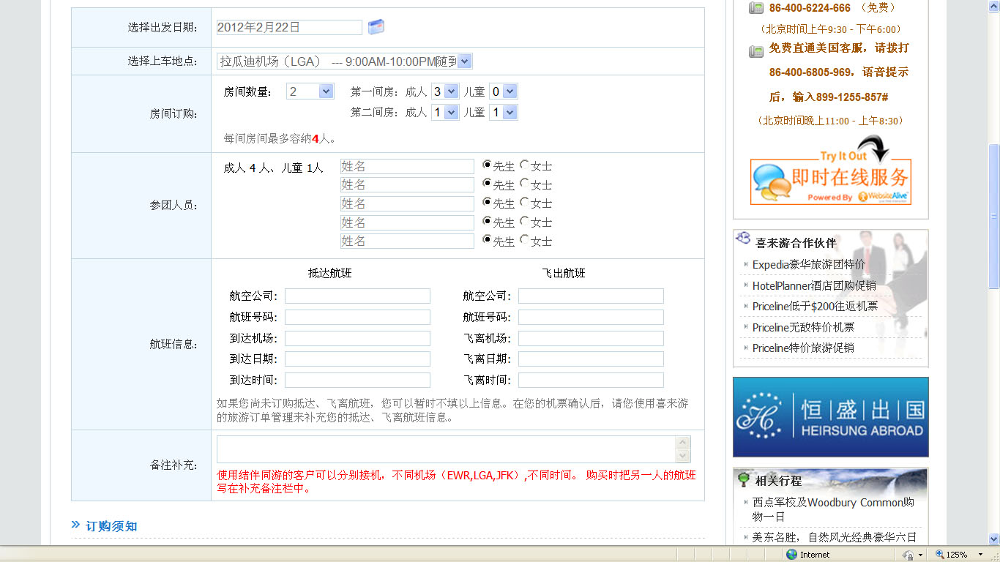 选择出发日期：
2012年2月22日
选择上车地点：
拉瓜迪机场（LGA） --- 9:00AM-10:00PM随到
房间订购：
房间数量： 2 第一间房：成人 3 儿童 0
第二间房：成人 1 儿童 1
每间房间最多容纳4人。
参团人员：
成人 4 人、儿童 1人
姓名 先生 女士
姓名 先生 女士
姓名 先生 女士
姓名 先生 女士
姓名 先生 女士
航班信息：
抵达航班 飞出航班
航空公司： 航空公司：
航班号码： 航班号码：
到达机场： 飞离机场：
到达日期： 飞离日期：
到达时间： 飞离时间：
如果您尚未订购抵达、飞离航班，您可以暂时不填以上信息。在您的机票确认后，请您使用喜来游
的旅游订单管理来补充您的抵达、飞离航班信息。
备注补充：
使用结伴同游的客户可以分别接机，不同机场（EWR,LGA,JFK）,不同时间。 购买时把另一人的航班
写在补充备注栏中。
订购须知
86-400-6224-666 （免费）
（北京时间上午9:30 - 下午6:00）
免费直通美国客服，请拨打
86-400-6805-969，语音提示
后，输入899-1255-857#
（北京时间晚上11:00 - 上午8:30）
Try It Out
即时在线服务
Powered By WebsiteAlive
喜来游合作伙伴
Expedia豪华旅游团特价
HotelPlanner酒店团购促销
Priceline低于$200往返机票
Priceline无敌特价机票
Priceline特价旅游促销
恒盛出国
HEIRSUNG ABROAD
相关行程
西点军校及Woodbury Common购
物一日
美东名胜，自然风光经典豪华六日
Internet
125%